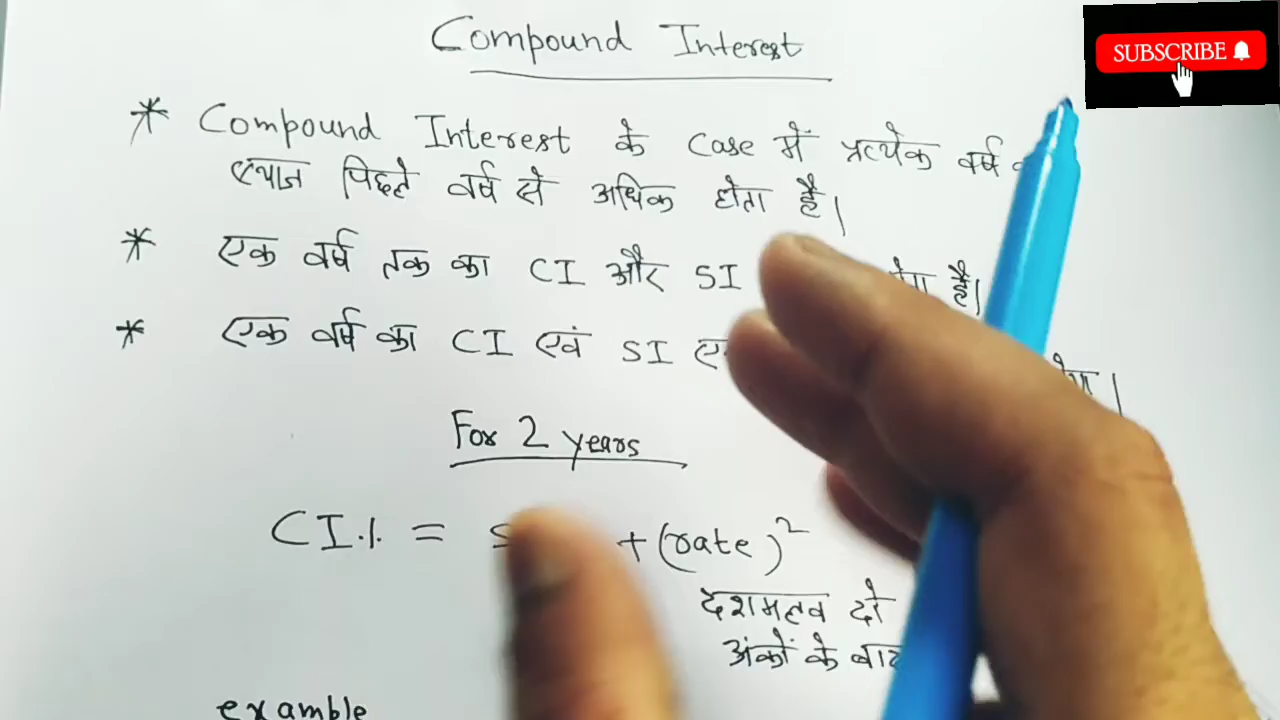 Compound Interest
SUBSCRIBE
* Compound Interest के Case में प्रत्येक वर्ष
ब्याज पिछले वर्ष से अधिक होता है।
* एक वर्ष तक का CI और SI है।
* एक वर्ष का CI एवं SI
For 2 years
CI.1. = + (rate)²
दशमलव दो
अंकों के
examble